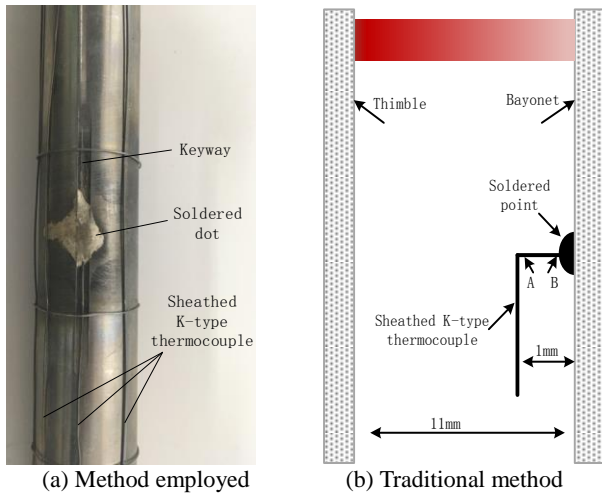 Keyway
Soldered
dot
Sheathed
K-type
thermocouple
(a) Method employed
Thimble
Bayonet
Soldered
point
A
B
Sheathed K-type
thermocouple
1mm
11mm
(b) Traditional method